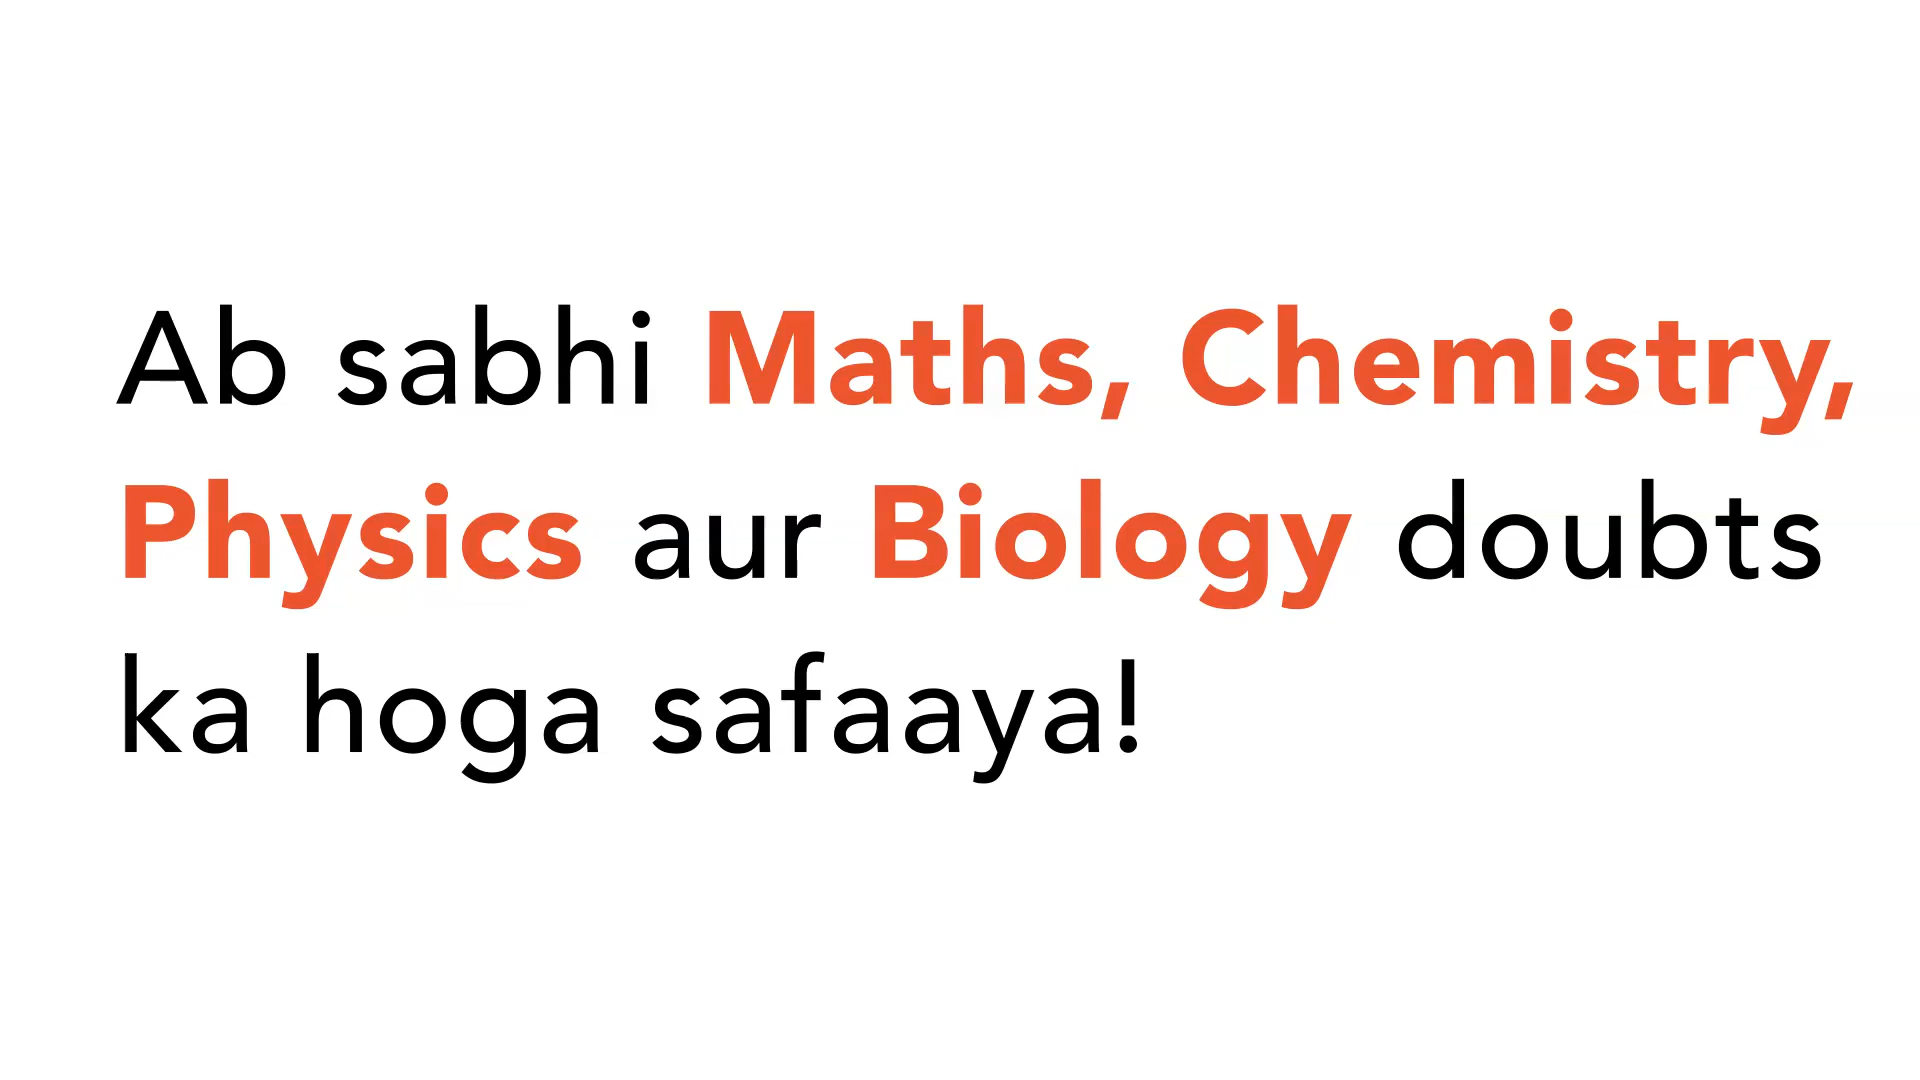 Ab sabhi Maths, Chemistry,
Physics aur Biology doubts
ka hoga safaaya!